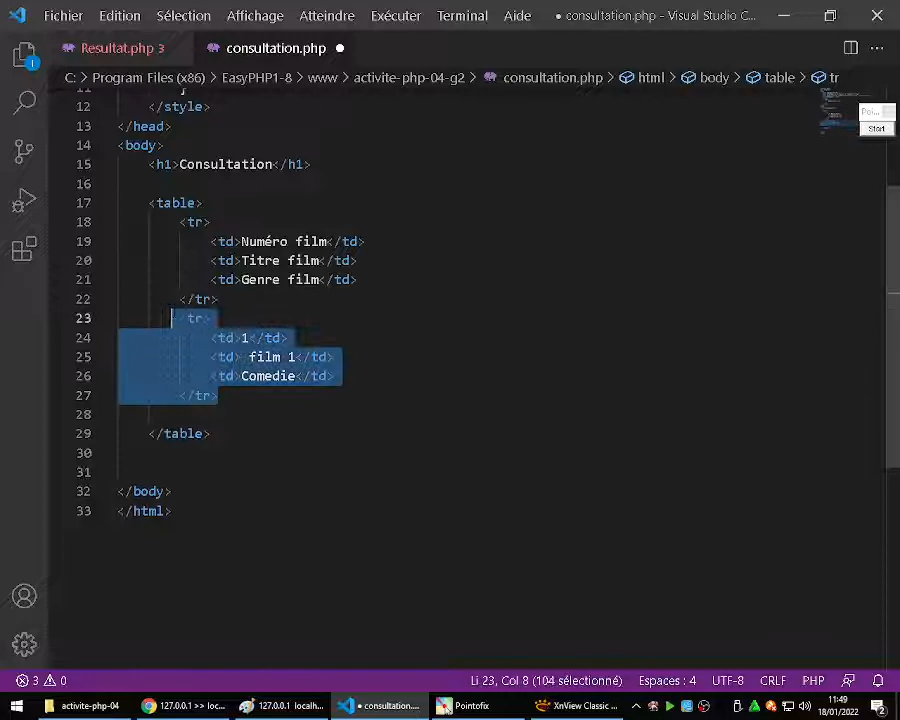 Fichier Edition Sélection Affichage Atteindre Exécuter Terminal Aide ● consultation.php - Visual Studio C...
Resultat.php 3 consultation.php ●
C: > Program Files (x86) > EasyPHP1-8 > www > activite-php-04-g2 > consultation.php > html > body > table > tr
Start
12 </style>
13 </head>
14 <body>
15 <h1>Consultation</h1>
16
17 <table>
18 <tr>
19 <td>Numéro film</td>
20 <td>Titre film</td>
21 <td>Genre film</td>
22 </tr>
23 <tr>
24 <td>1</td>
25 <td> film 1</td>
26 <td>Comedie</td>
27 </tr>
28
29 </table>
30
31
32 </body>
33 </html>
1
3 0 Li 23, Col 8 (104 sélectionné) Espaces : 4 UTF-8 CRLF PHP
activite-php-04 127.0.0.1 >> loc... 127.0.0.1 localh... ● consultation.... Pointofix XnView Classic ... 11:49
18/01/2022 2